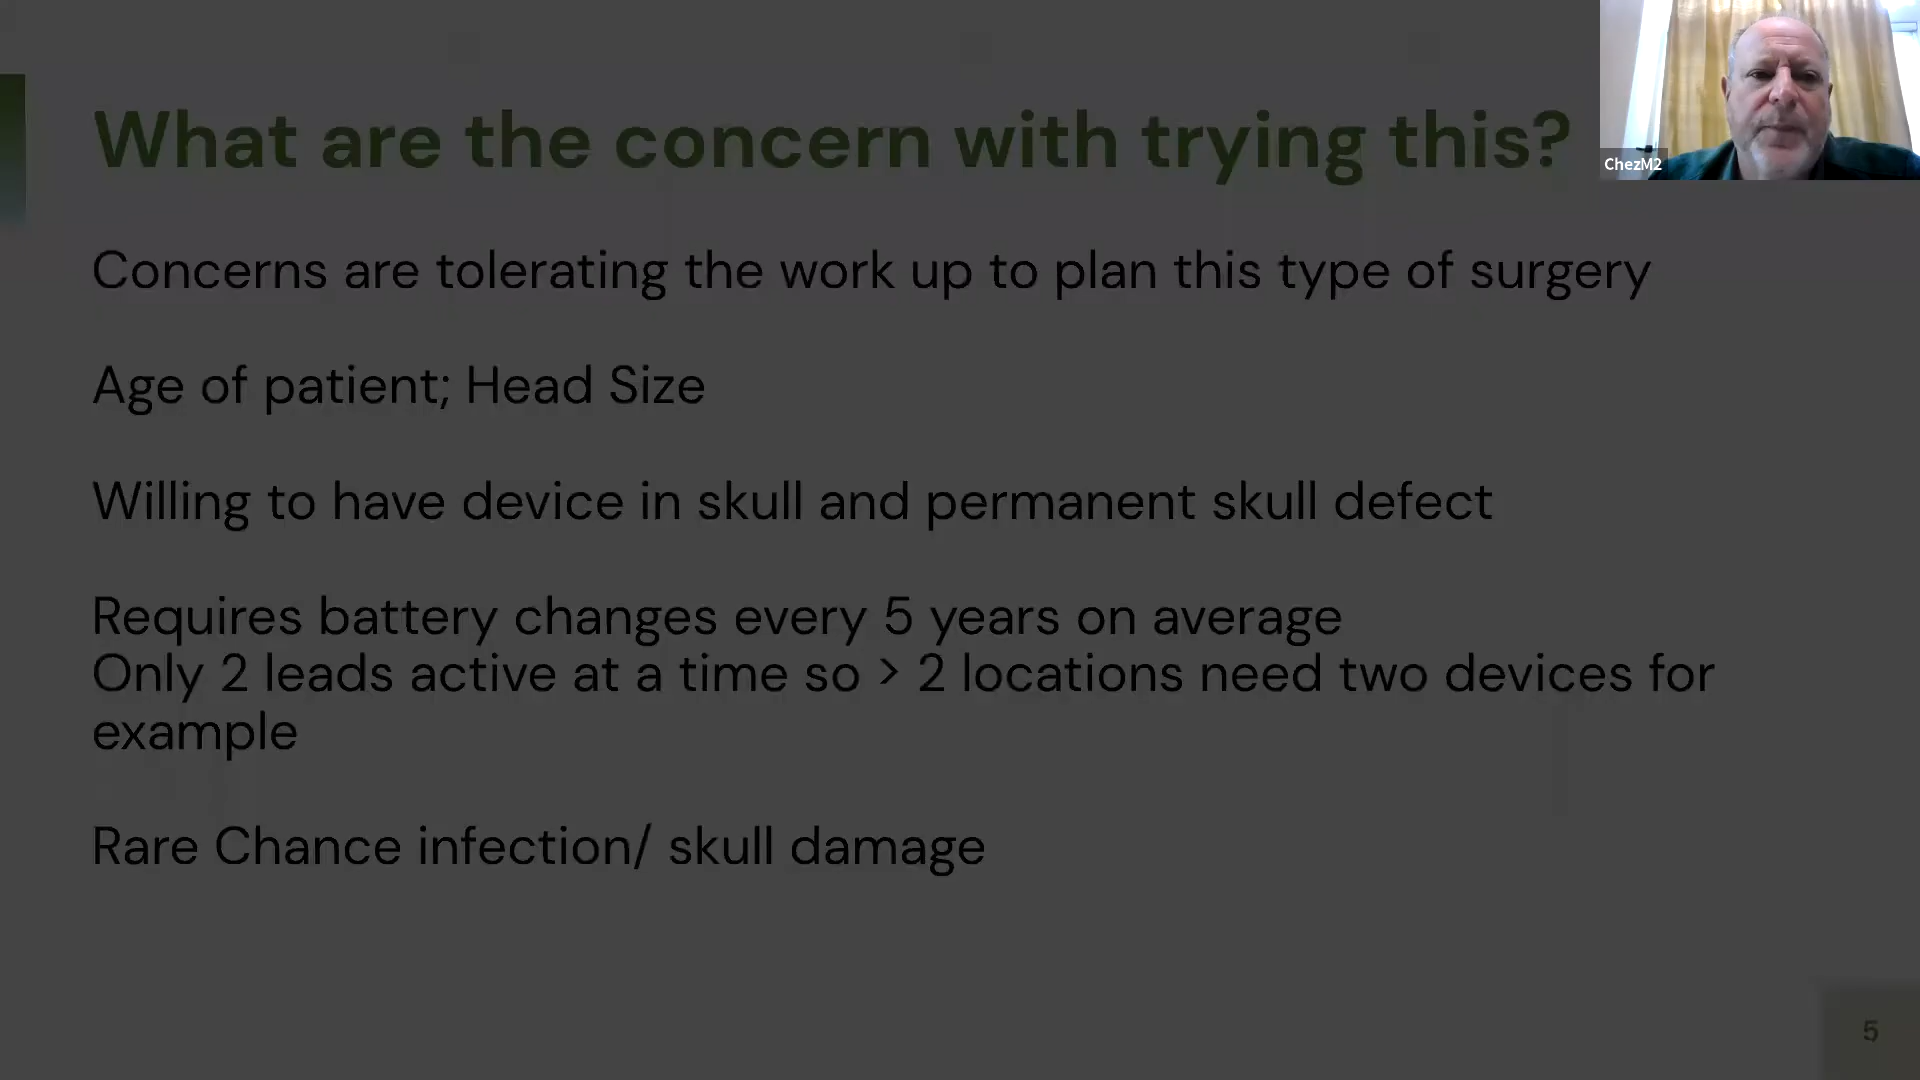 What are the concern with trying this?
ChezM2
Concerns are tolerating the work up to plan this type of surgery
Age of patient; Head Size
Willing to have device in skull and permanent skull defect
Requires battery changes every 5 years on average
Only 2 leads active at a time so > 2 locations need two devices for
example
Rare Chance infection/ skull damage
5